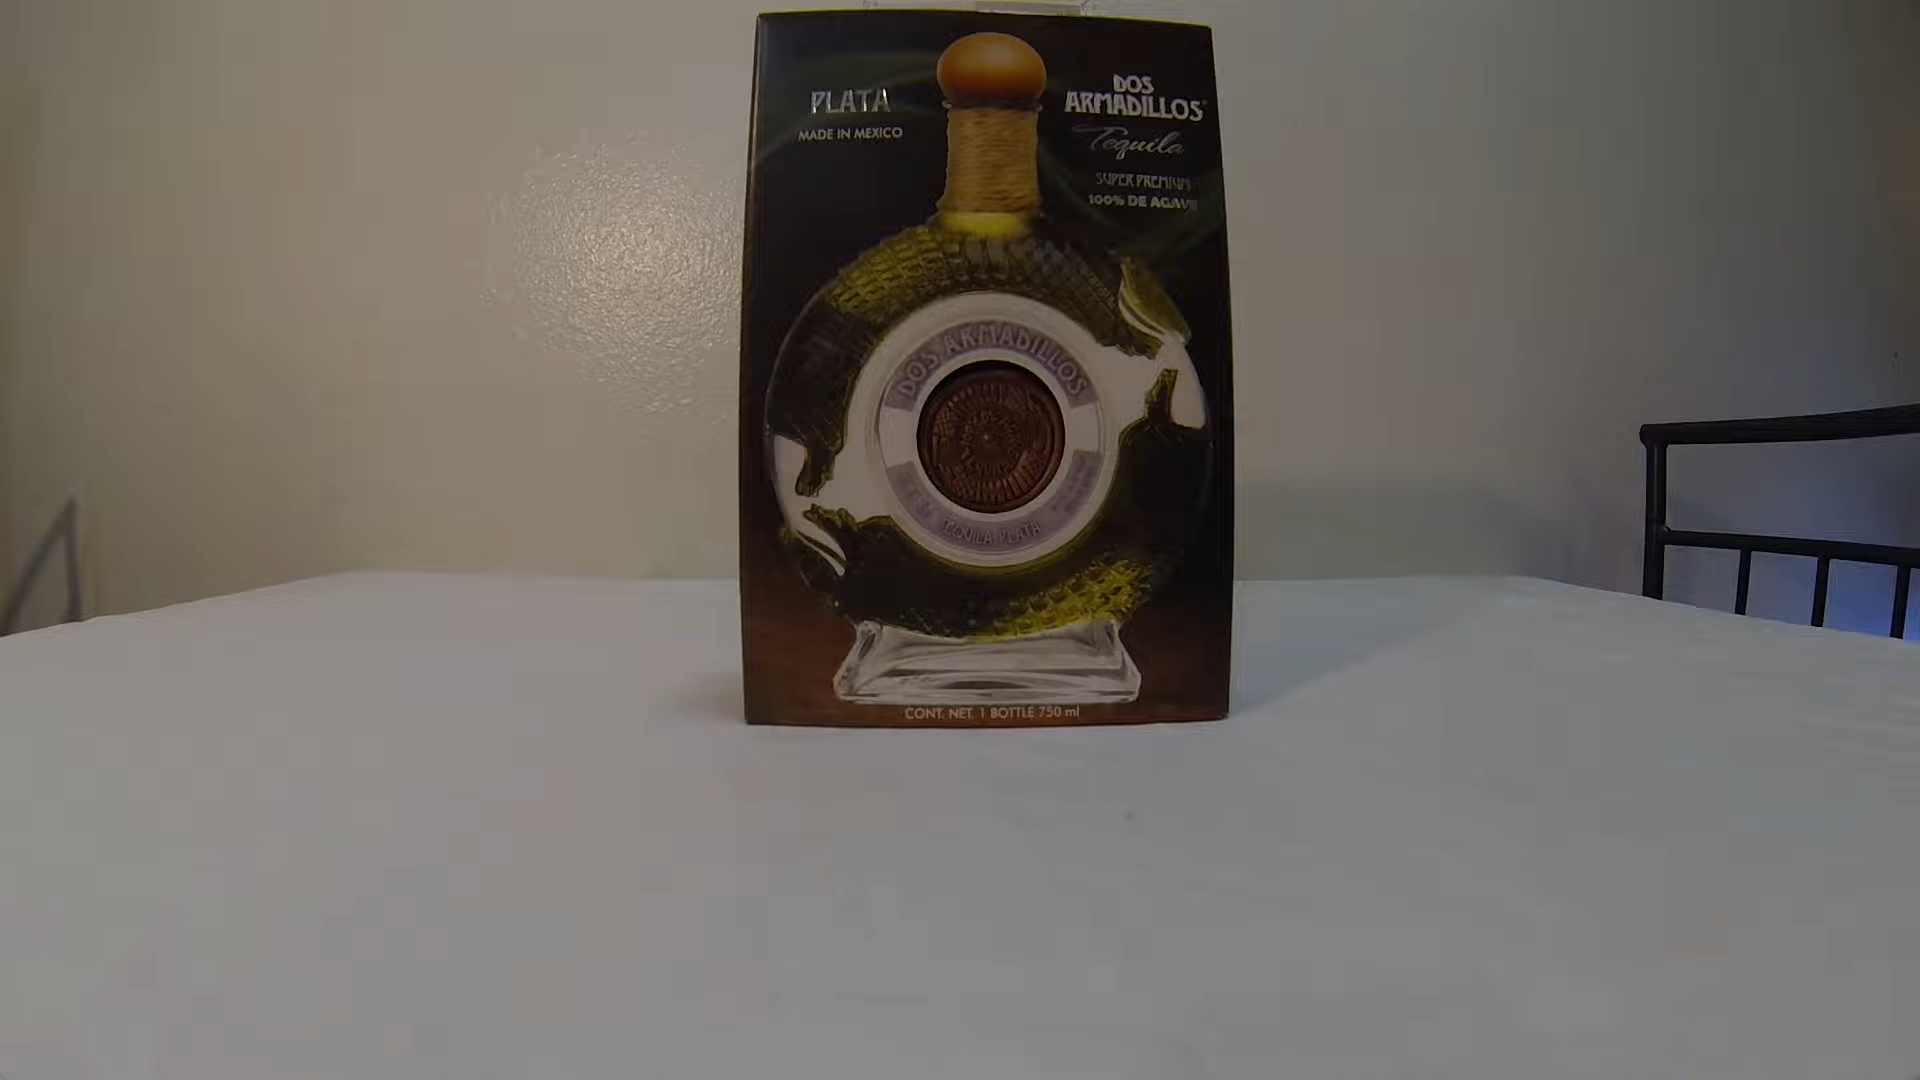 PLATA
MADE IN MEXICO
DOS
ARMADILLOS
Tequila
SUPER PREMIUM
100% DE AGAVE
DOS ARMADILLOS
TEQUILA PLATA
CONT. NET. 1 BOTTLE 750 ml